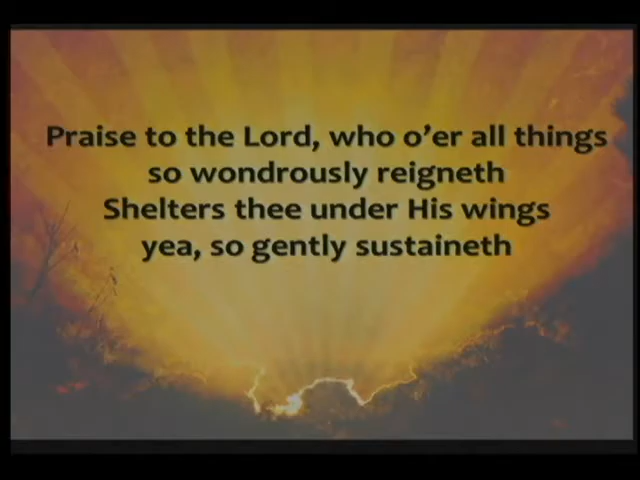 Praise to the Lord, who o'er all things
so wondrously reigneth
Shelters thee under His wings
yea, so gently sustaineth